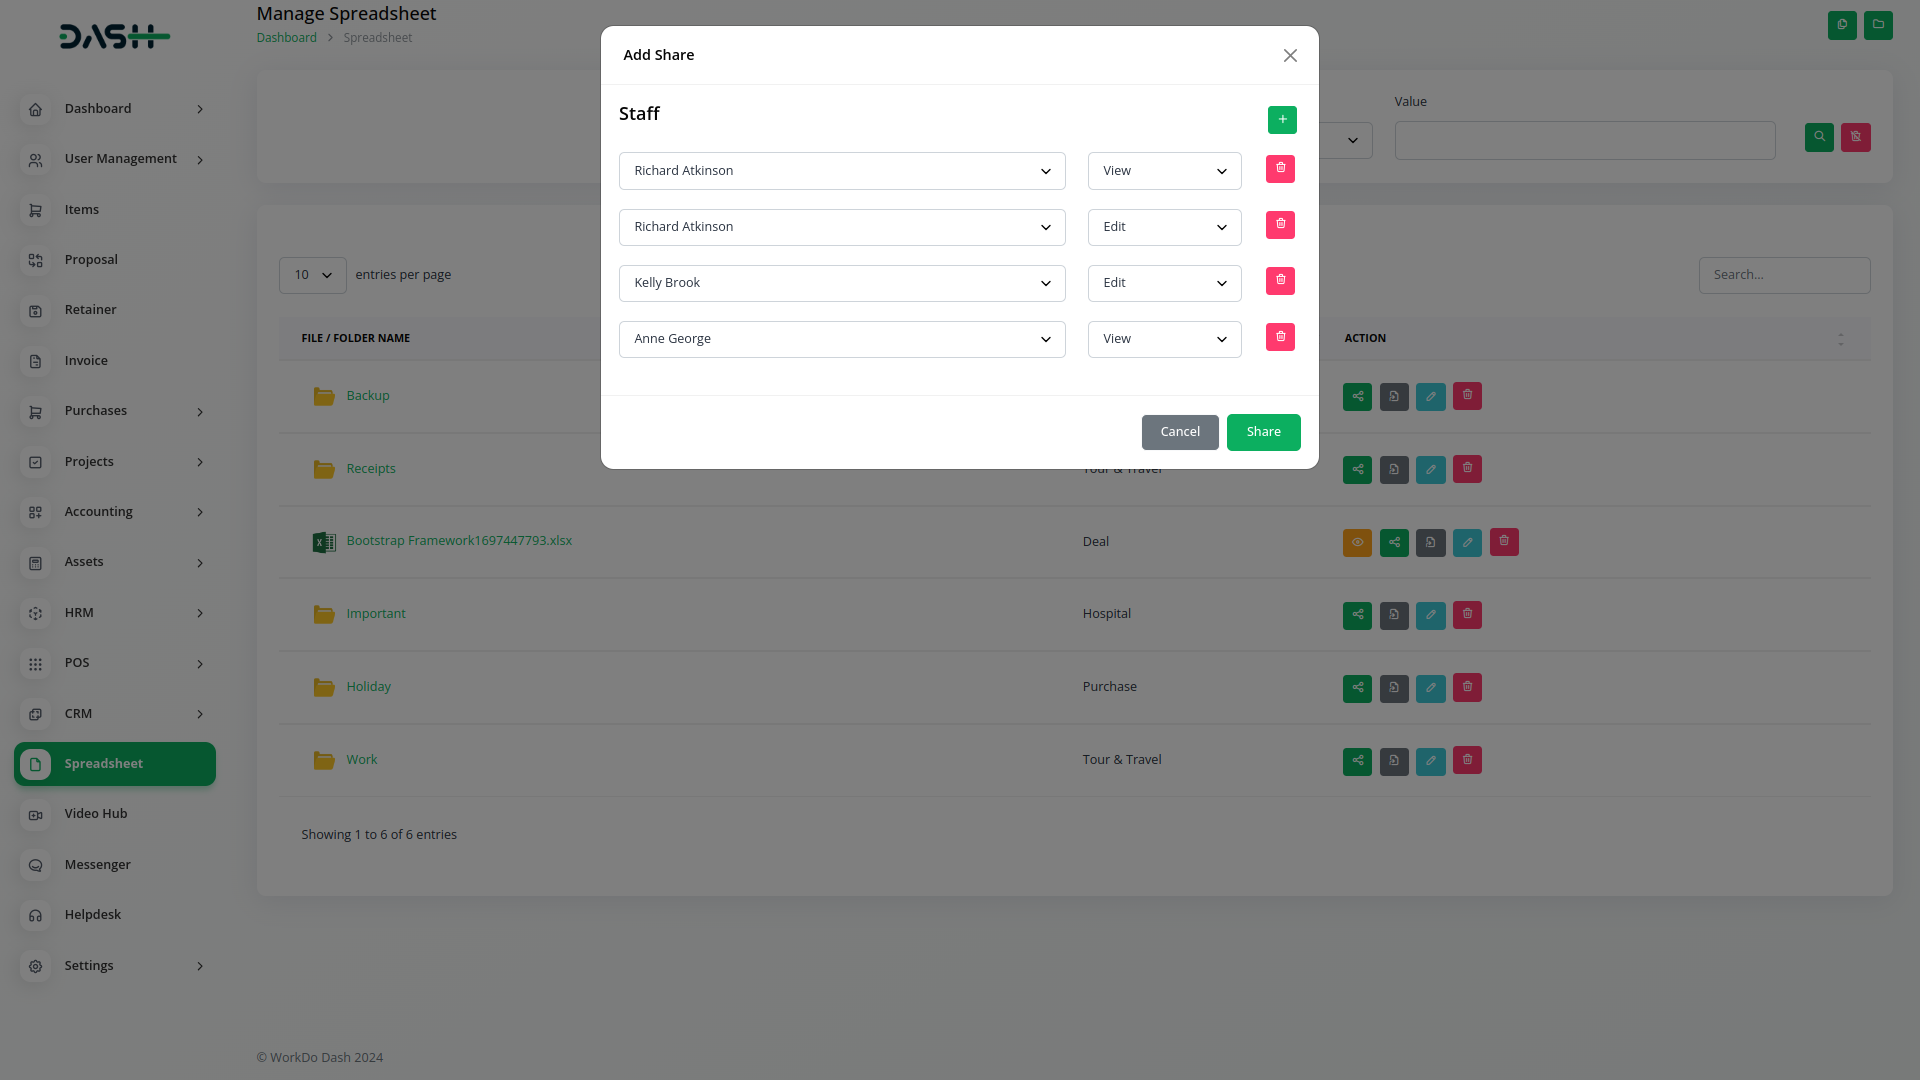 DASH
Dashboard
User Management
Items
Proposal
Retainer
Invoice
Purchases
Projects
Accounting
Assets
HRM
POS
CRM
Spreadsheet
Video Hub
Messenger
Helpdesk
Settings
Manage Spreadsheet
Dashboard > Spreadsheet
Value
10 entries per page
Search...
FILE / FOLDER NAME ACTION
Backup
Receipts Tour & Travel
Bootstrap Framework1697447793.xlsx Deal
Important Hospital
Holiday Purchase
Work Tour & Travel
Showing 1 to 6 of 6 entries
© WorkDo Dash 2024
Add Share
Staff
Richard Atkinson View
Richard Atkinson Edit
Kelly Brook Edit
Anne George View
Cancel Share